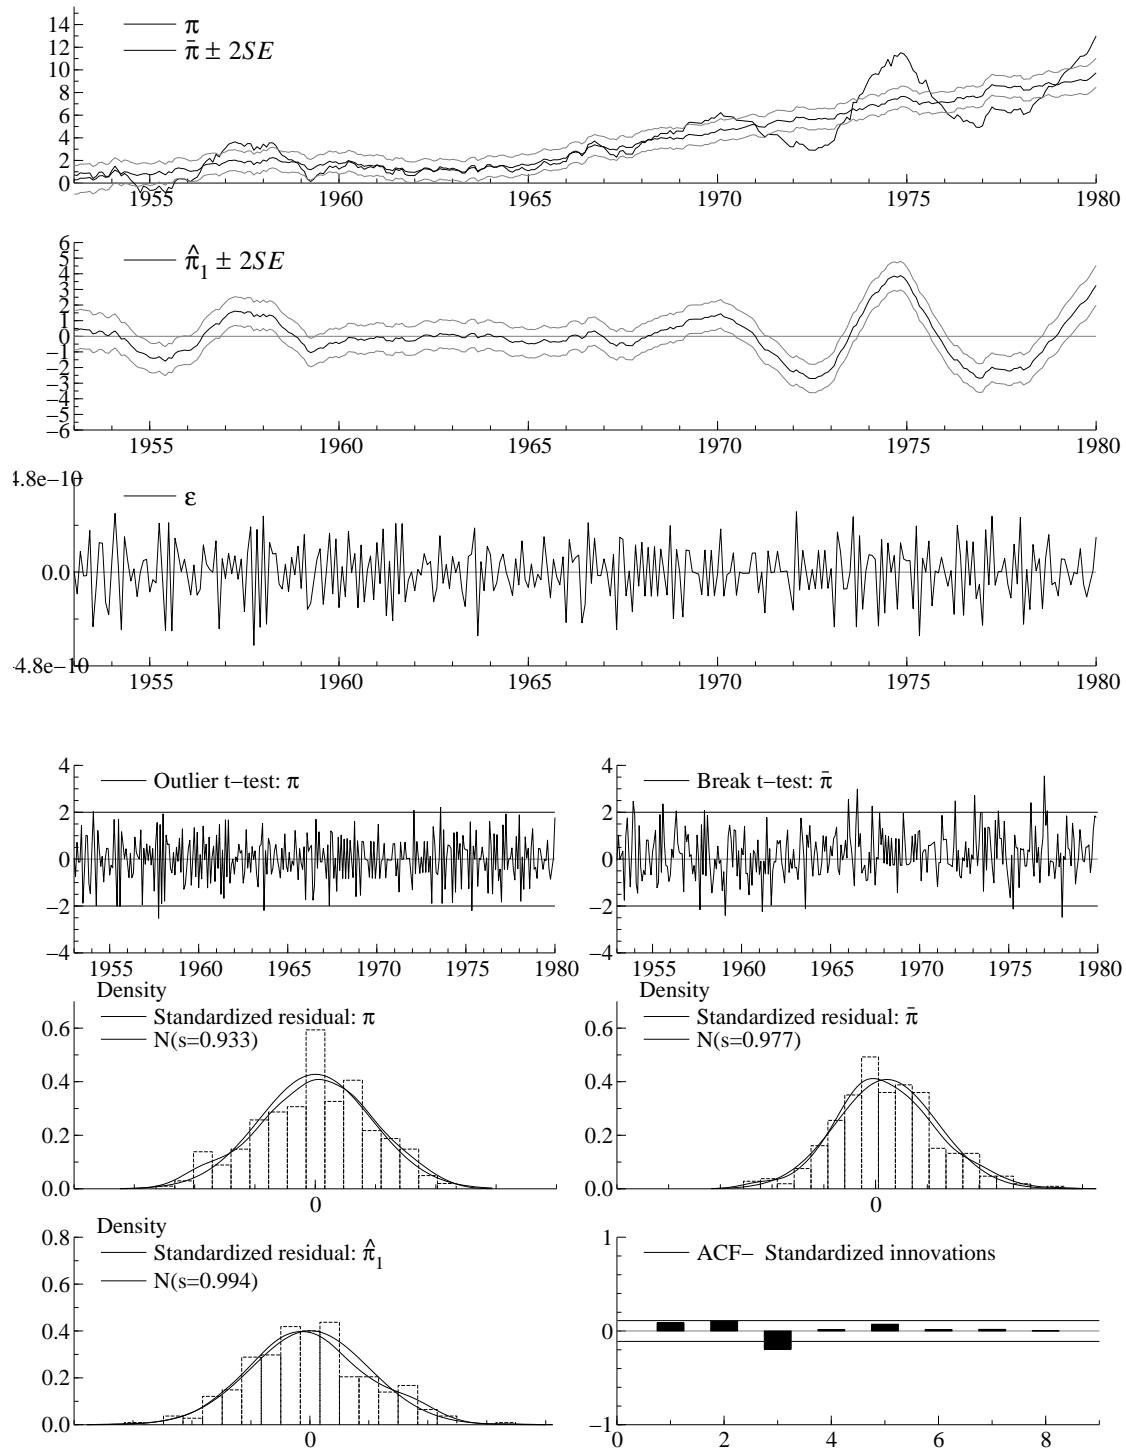 14
12
10
8
6
4
2
0
π
π̄ ± 2SE
1955 1960 1965 1970 1975 1980
6
5
4
3
2
1
0
−1
−2
−3
−4
−5
−6
π̂₁ ± 2SE
1955 1960 1965 1970 1975 1980
4.8e−10
0.0
-4.8e−10
ε
1955 1960 1965 1970 1975 1980
4
2
0
−2
−4
Outlier t−test: π
1955 1960 1965 1970 1975 1980
4
2
0
−2
−4
Break t−test: π̄
1955 1960 1965 1970 1975 1980
Density
0.6
0.4
0.2
0.0
Standardized residual: π
N(s=0.933)
0
Density
0.6
0.4
0.2
0.0
Standardized residual: π̄
N(s=0.977)
0
Density
0.8
0.6
0.4
0.2
0.0
Standardized residual: π̂₁
N(s=0.994)
0
1
0
−1
ACF− Standardized innovations
0 2 4 6 8